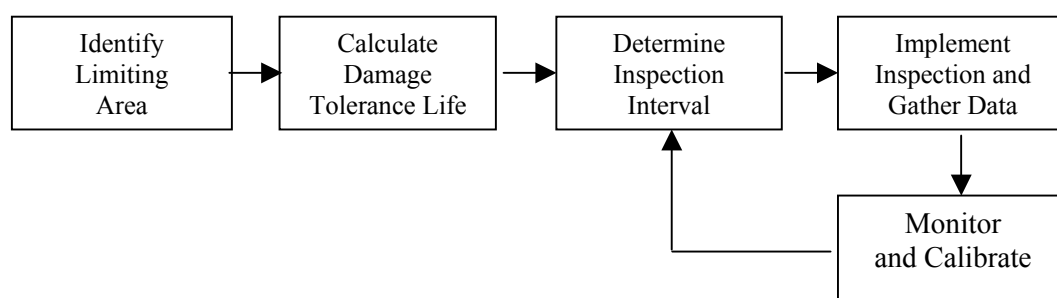 Identify
Limiting
Area
Calculate
Damage
Tolerance Life
Determine
Inspection
Interval
Implement
Inspection and
Gather Data
Monitor
and Calibrate